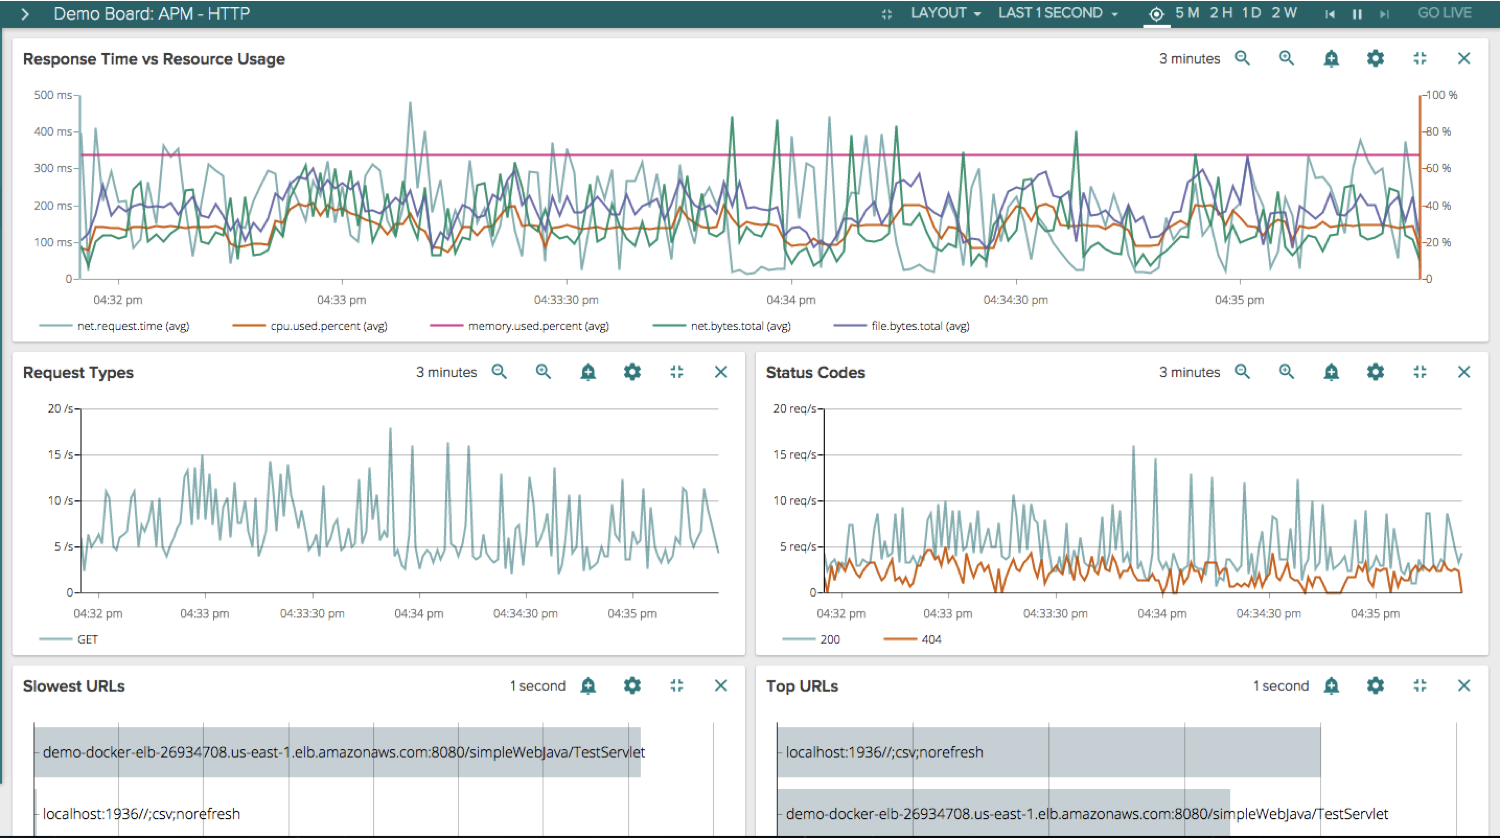 Demo Board: APM - HTTP LAYOUT LAST 1 SECOND 5 M 2 H 1 D 2 W GO LIVE
Response Time vs Resource Usage 3 minutes
500 ms 100 %
400 ms 80 %
300 ms 60 %
200 ms 40 %
100 ms 20 %
0 0
04:32 pm 04:33 pm 04:33:30 pm 04:34 pm 04:34:30 pm 04:35 pm
net.request.time (avg) cpu.used.percent (avg) memory.used.percent (avg) net.bytes.total (avg) file.bytes.total (avg)
Request Types 3 minutes
20 /s
15 /s
10 /s
5 /s
0
04:32 pm 04:33 pm 04:33:30 pm 04:34 pm 04:34:30 pm 04:35 pm
GET
Status Codes 3 minutes
20 req/s
15 req/s
10 req/s
5 req/s
0
04:32 pm 04:33 pm 04:33:30 pm 04:34 pm 04:34:30 pm 04:35 pm
200 404
Slowest URLs 1 second
demo-docker-elb-26934708.us-east-1.elb.amazonaws.com:8080/simpleWebJava/TestServlet
localhost:1936//;csv;norefresh
Top URLs 1 second
localhost:1936//;csv;norefresh
demo-docker-elb-26934708.us-east-1.elb.amazonaws.com:8080/simpleWebJava/TestServlet